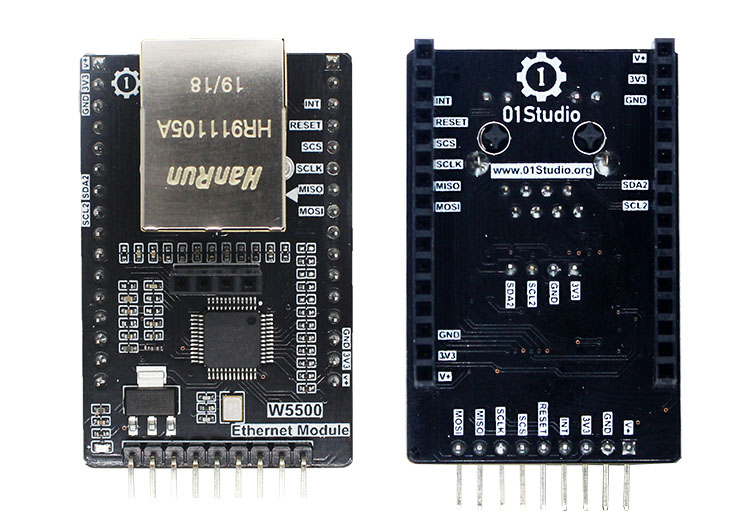 V+
3V3
GND
1
SDA2
SCL2
19/18
HR911105A
HanRun
INT
RESET
SCS
SCLK
MISO
MOSI
GND
3V3
V+
W5500
Ethernet Module
1
01Studio
www.01Studio.org
INT
RESET
SCS
SCLK
MISO
MOSI
V+
3V3
GND
SDA2
SCL2
SDA2
SCL2
GND
3V3
GND
3V3
V+
MOSI
MISO
SCLK
SCS
RESET
INT
3V3
GND
V+